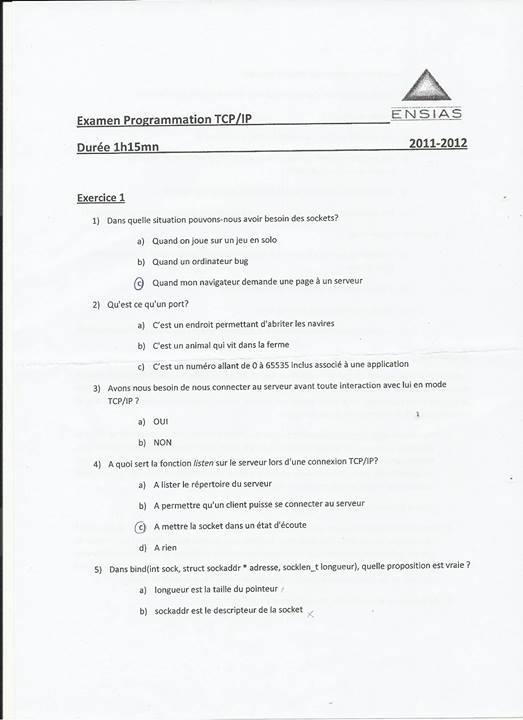 ENSIAS
Examen Programmation TCP/IP
Durée 1h15mn 2011-2012
Exercice 1
1) Dans quelle situation pouvons-nous avoir besoin des sockets?
a) Quand on joue sur un jeu en solo
b) Quand un ordinateur bug
c) Quand mon navigateur demande une page à un serveur
2) Qu'est ce qu'un port?
a) C'est un endroit permettant d'abriter les navires
b) C'est un animal qui vit dans la ferme
c) C'est un numéro allant de 0 à 65535 inclus associé à une application
3) Avons nous besoin de nous connecter au serveur avant toute interaction avec lui en mode
TCP/IP ?
a) OUI
b) NON
4) A quoi sert la fonction listen sur le serveur lors d'une connexion TCP/IP?
a) A lister le répertoire du serveur
b) A permettre qu'un client puisse se connecter au serveur
c) A mettre la socket dans un état d'écoute
d) A rien
5) Dans bind(int sock, struct sockaddr * adresse, socklen_t longueur), quelle proposition est vraie ?
a) longueur est la taille du pointeur
b) sockaddr est le descripteur de la socket